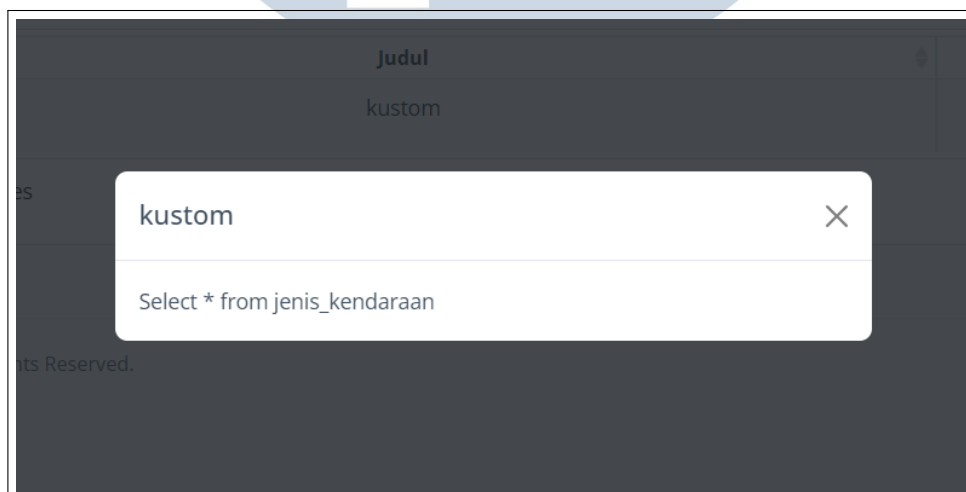 Judul
kustom
es
kustom
Select * from jenis_kendaraan
nts Reserved.